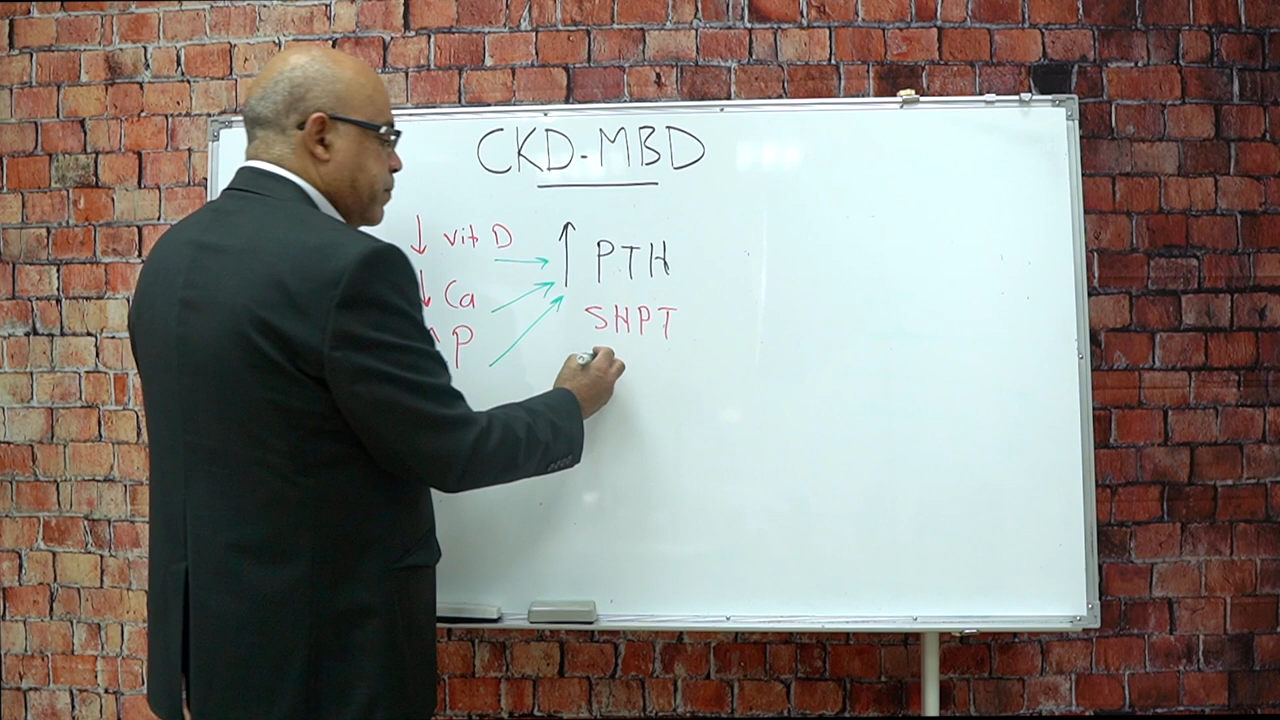 CKD-MBD
↓ vit D → ↑ PTH
↓ Ca
SHPT
↑ P